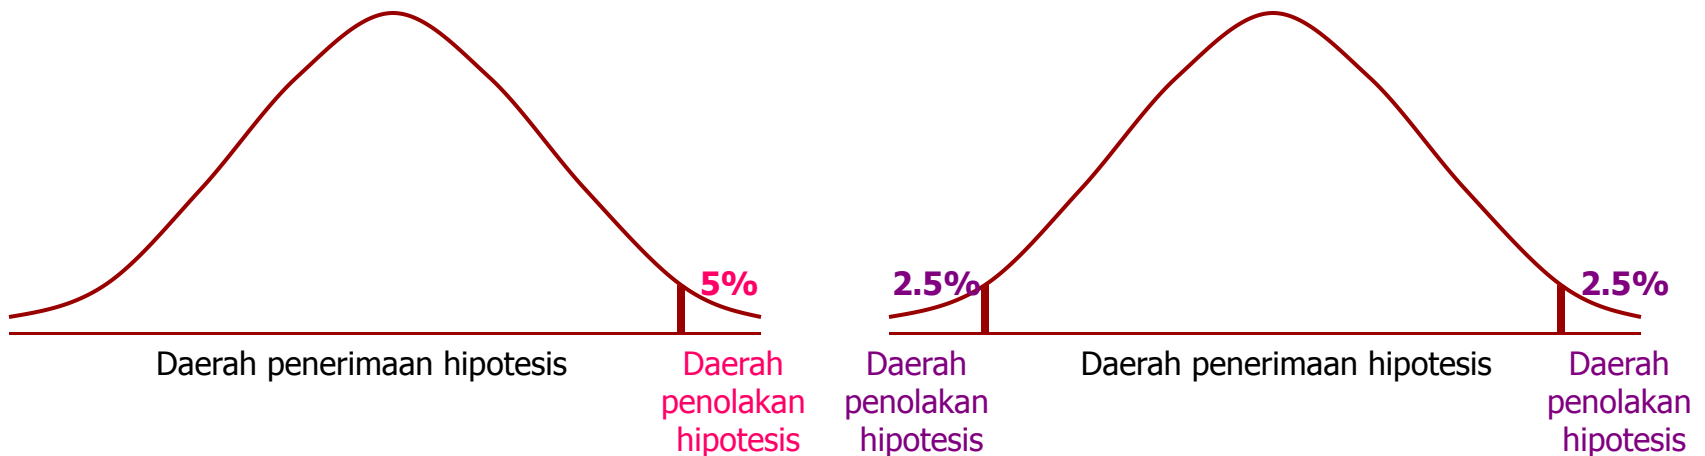 5%
Daerah penerimaan hipotesis
Daerah
penolakan
hipotesis
2.5%
2.5%
Daerah
penolakan
hipotesis
Daerah penerimaan hipotesis
Daerah
penolakan
hipotesis